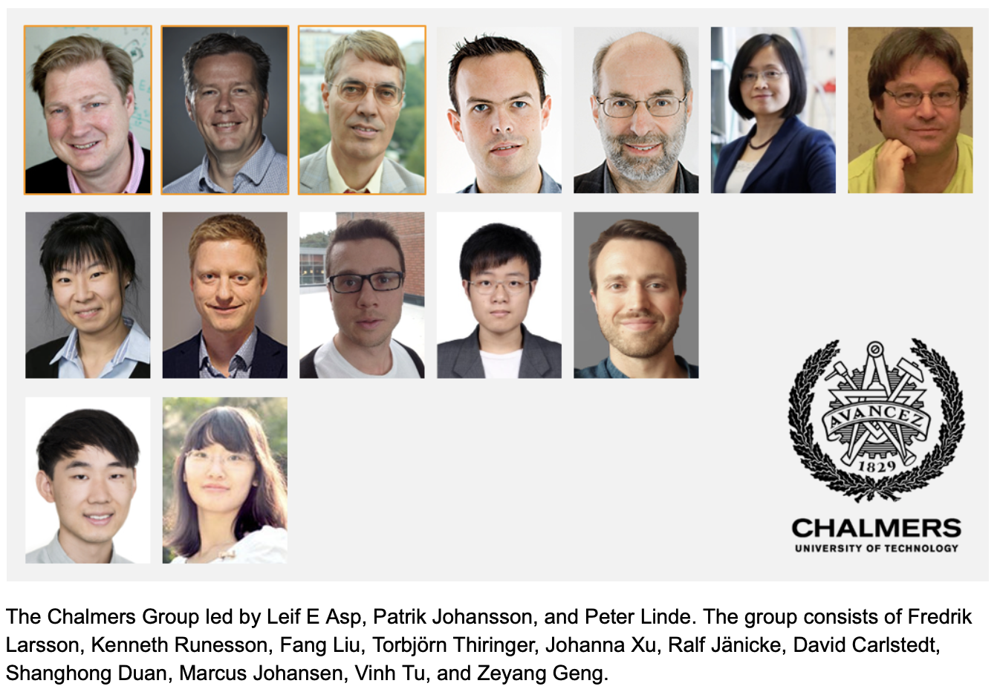 AVANCEZ
1829
CHALMERS
UNIVERSITY OF TECHNOLOGY
The Chalmers Group led by Leif E Asp, Patrik Johansson, and Peter Linde. The group consists of Fredrik
Larsson, Kenneth Runesson, Fang Liu, Torbjörn Thiringer, Johanna Xu, Ralf Jänicke, David Carlstedt,
Shanghong Duan, Marcus Johansen, Vinh Tu, and Zeyang Geng.